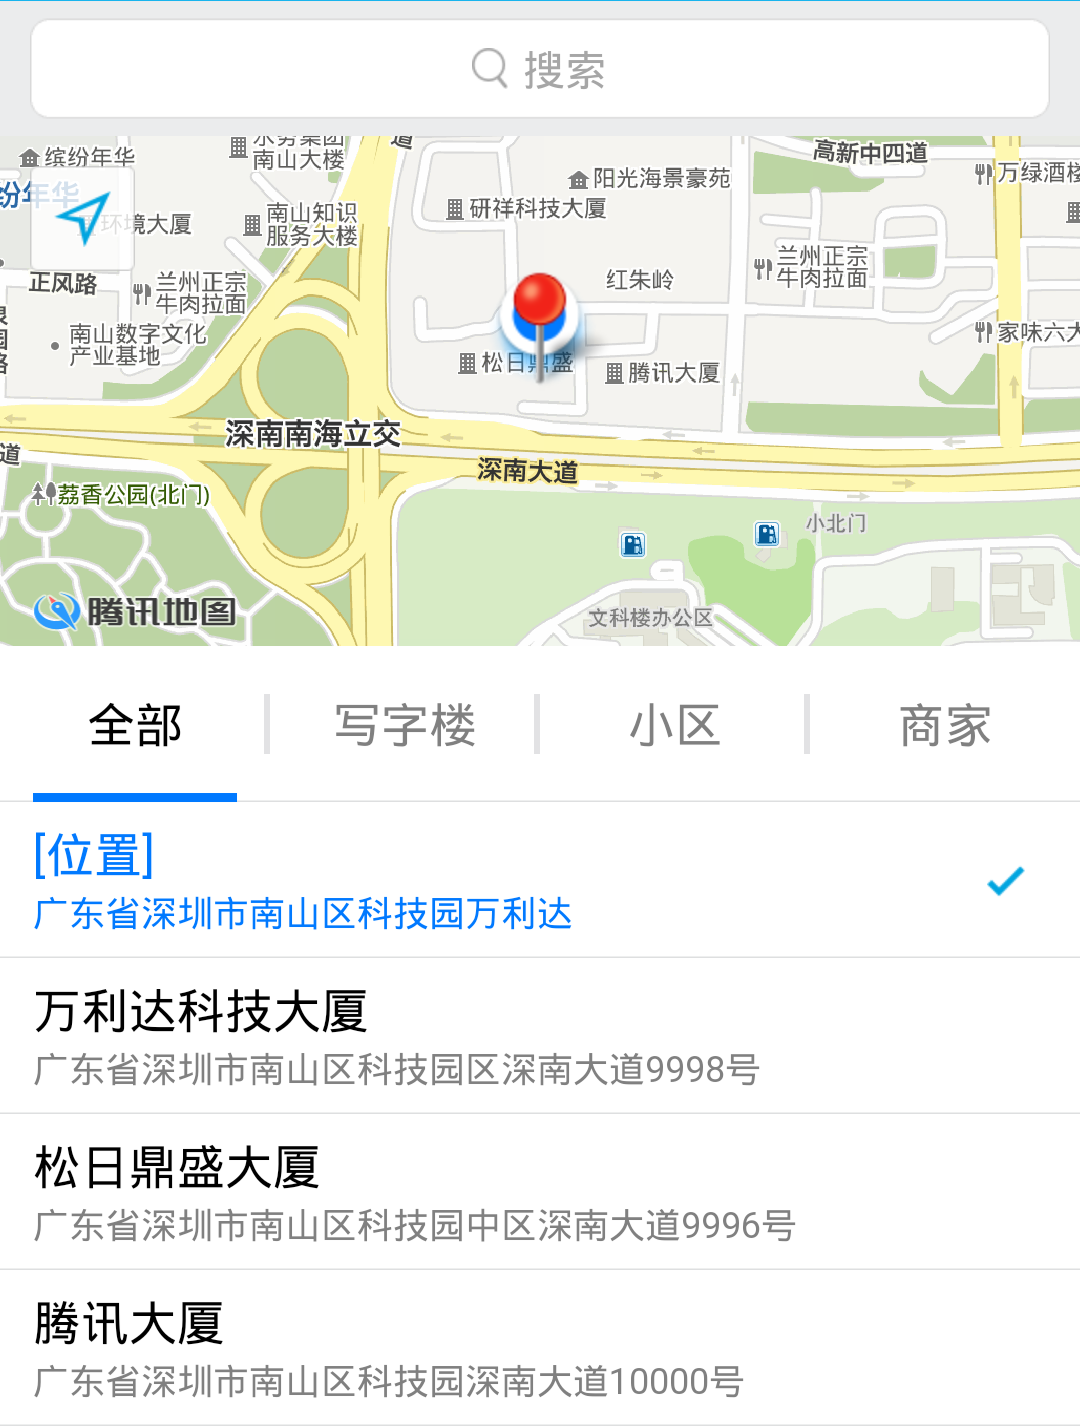 搜索
缤纷年华
南山大楼
道
阳光海景豪苑
高新中四道
万绿酒楼
纷年华
环境大厦
南山知识
服务大楼
研祥科技大厦
正风路
兰州正宗
牛肉拉面
红朱岭
兰州正宗
牛肉拉面
南山数字文化
产业基地
松日鼎盛
腾讯大厦
家味六大
深南南海立交
深南大道
道
荔香公园(北门)
小北门
文科楼办公区
腾讯地图
全部
写字楼
小区
商家
[位置]
广东省深圳市南山区科技园万利达
万利达科技大厦
广东省深圳市南山区科技园区深南大道9998号
松日鼎盛大厦
广东省深圳市南山区科技园中区深南大道9996号
腾讯大厦
广东省深圳市南山区科技园深南大道10000号